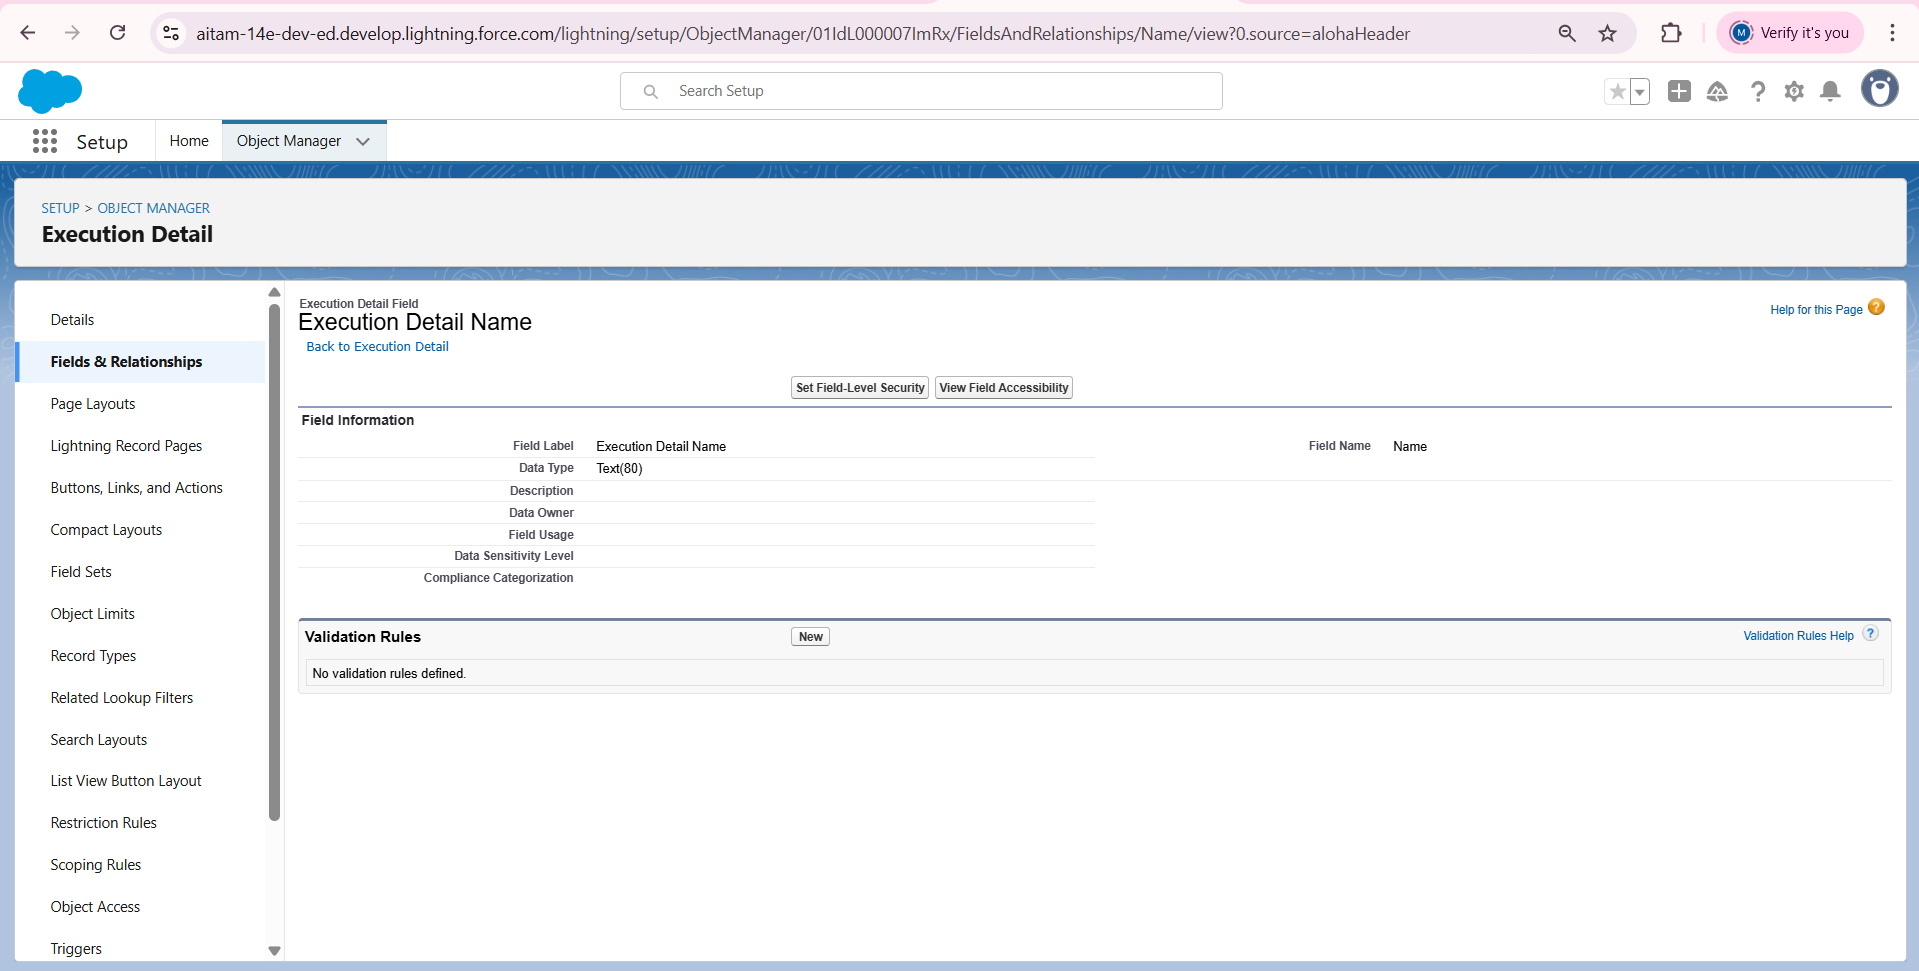 aitam-14e-dev-ed.develop.lightning.force.com/lightning/setup/ObjectManager/01IdL000007ImRx/FieldsAndRelationships/Name/view?0.source=alohaHeader
M Verify it's you
Search Setup
Setup Home Object Manager
SETUP > OBJECT MANAGER
Execution Detail
Details
Fields & Relationships
Page Layouts
Lightning Record Pages
Buttons, Links, and Actions
Compact Layouts
Field Sets
Object Limits
Record Types
Related Lookup Filters
Search Layouts
List View Button Layout
Restriction Rules
Scoping Rules
Object Access
Triggers
Execution Detail Field
Execution Detail Name
Back to Execution Detail
Help for this Page ?
Set Field-Level Security View Field Accessibility
Field Information
Field Label Execution Detail Name Field Name Name
Data Type Text(80)
Description
Data Owner
Field Usage
Data Sensitivity Level
Compliance Categorization
Validation Rules New Validation Rules Help ?
No validation rules defined.